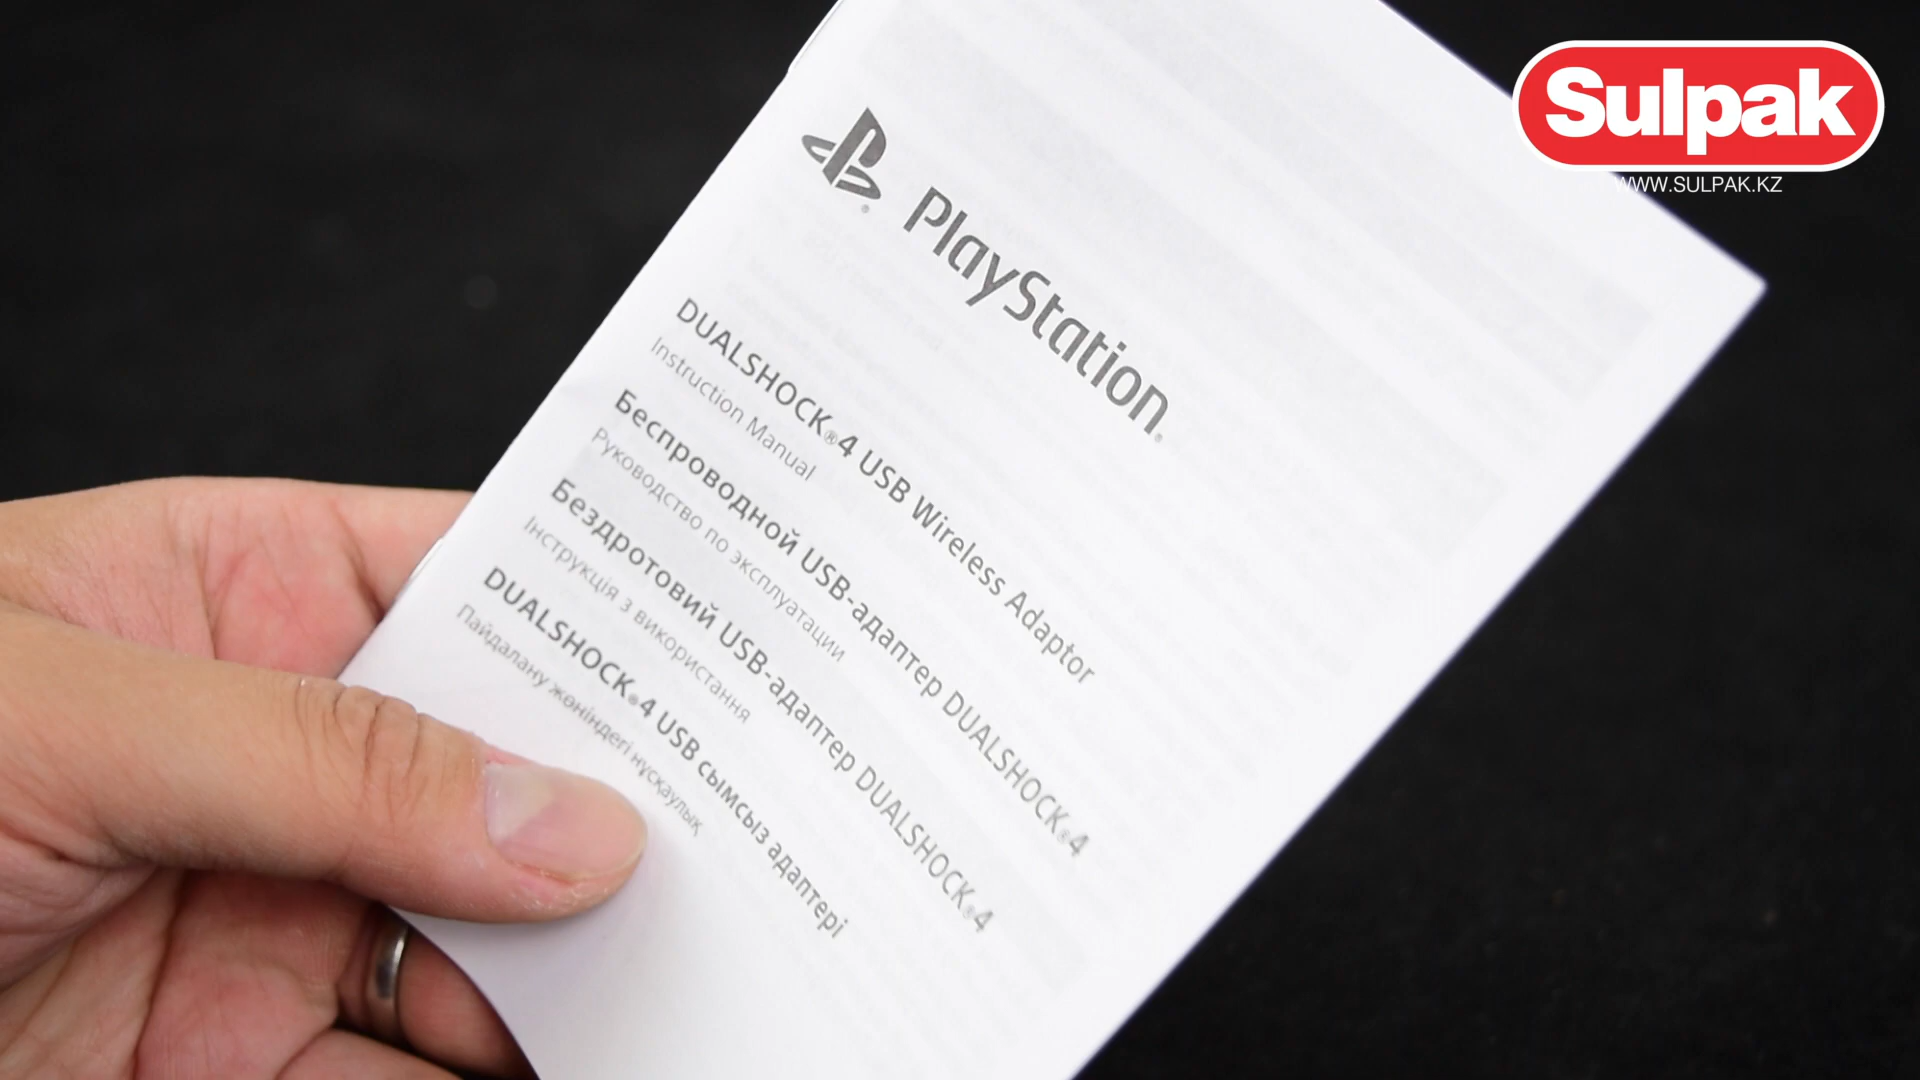 Sulpak
WWW.SULPAK.KZ
PlayStation®
DUALSHOCK®4 USB Wireless Adaptor
Instruction Manual
Беспроводной USB-адаптер DUALSHOCK®4
Руководство по эксплуатации
Бездротовий USB-адаптер DUALSHOCK®4
Інструкція з використання
DUALSHOCK®4 USB сымсыз адаптері
Пайдалану жөніндегі нұсқаулық